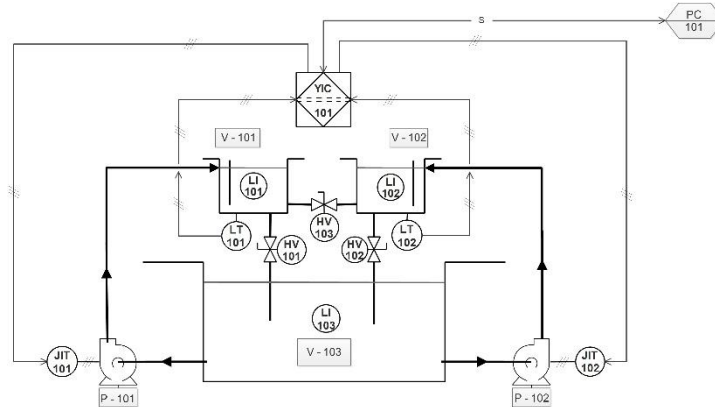 PC
101
S
YIC
101
V - 101
V - 102
LI
101
LI
102
LT
101
HV
103
LT
102
HV
101
HV
102
LI
103
V - 103
JIT
101
JIT
102
P - 101
P - 102